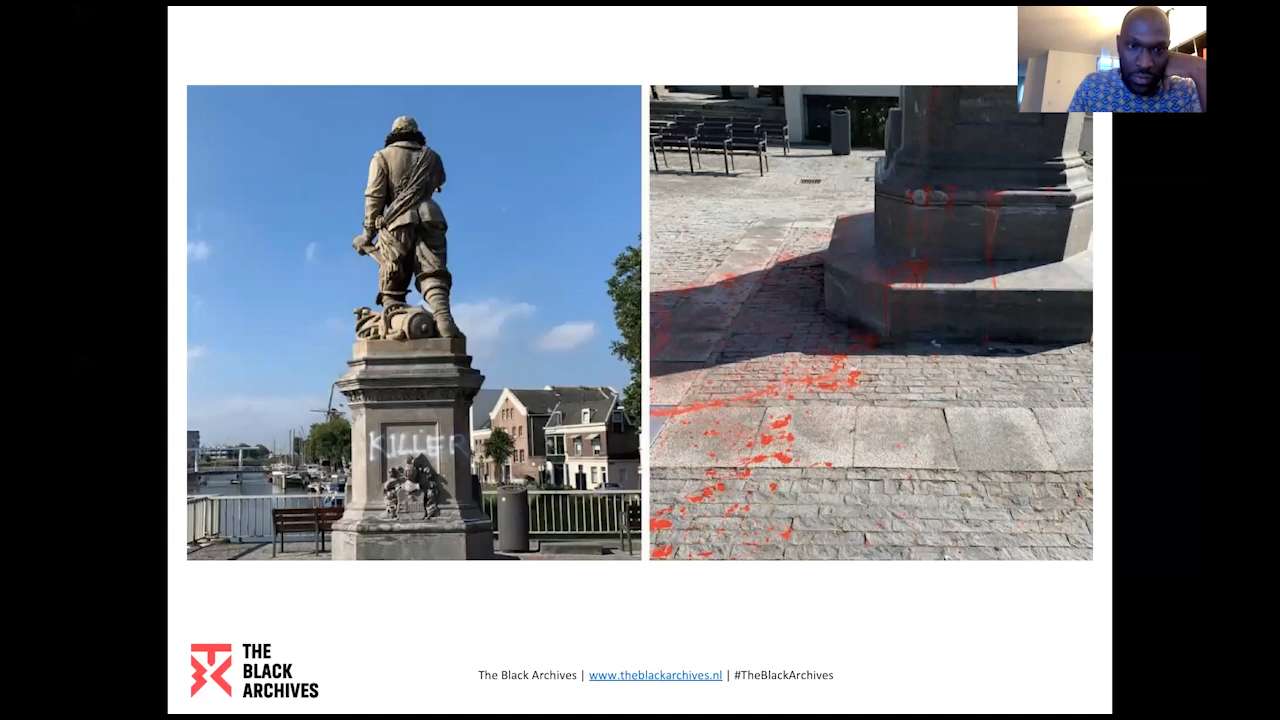 KILLER
THE
BLACK
ARCHIVES
The Black Archives | www.theblackarchives.nl | #TheBlackArchives